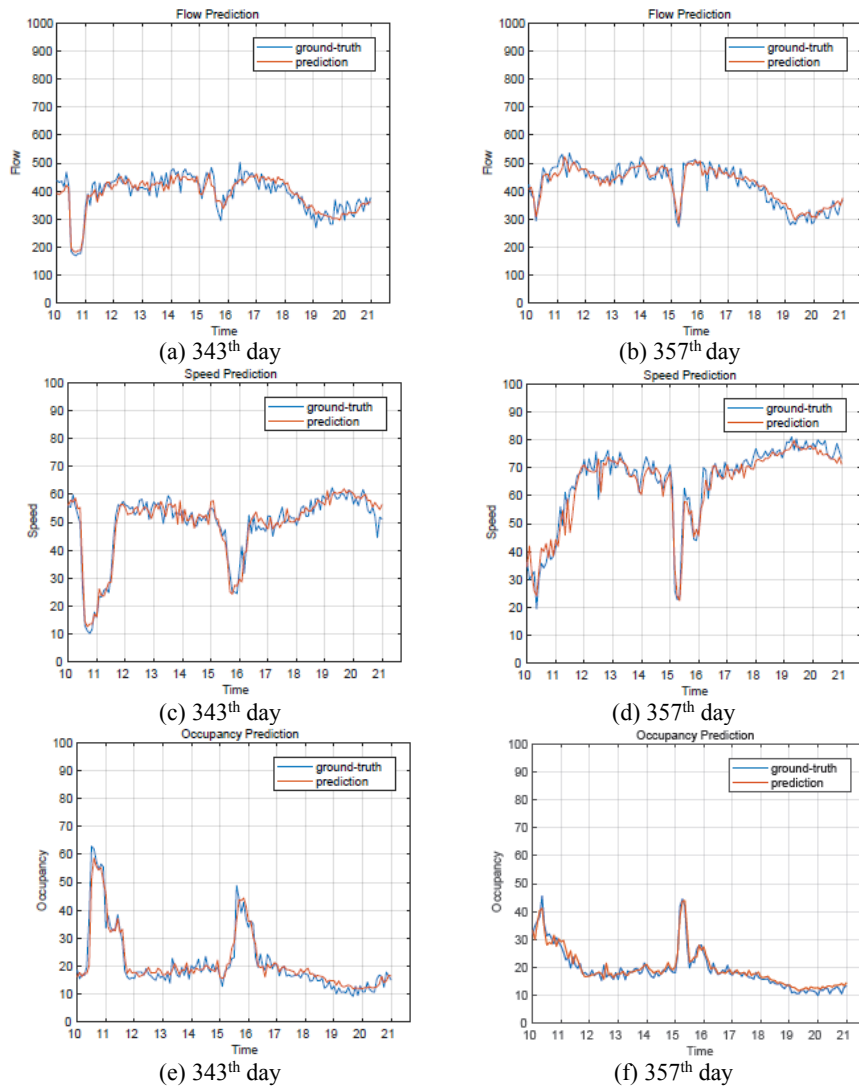 Flow Prediction
1000
900
800
700
600
500
400
300
200
100
0
Flow
ground-truth
prediction
10 11 12 13 14 15 16 17 18 19 20 21
Time
(a) 343th day
Flow Prediction
1000
900
800
700
600
500
400
300
200
100
0
Flow
ground-truth
prediction
10 11 12 13 14 15 16 17 18 19 20 21
Time
(b) 357th day
Speed Prediction
100
90
80
70
60
50
40
30
20
10
0
Speed
ground-truth
prediction
10 11 12 13 14 15 16 17 18 19 20 21
Time
(c) 343th day
Speed Prediction
100
90
80
70
60
50
40
30
20
10
0
Speed
ground-truth
prediction
10 11 12 13 14 15 16 17 18 19 20 21
Time
(d) 357th day
Occupancy Prediction
100
90
80
70
60
50
40
30
20
10
0
Occupancy
ground-truth
prediction
10 11 12 13 14 15 16 17 18 19 20 21
Time
(e) 343th day
Occupancy Prediction
100
90
80
70
60
50
40
30
20
10
0
Occupancy
ground-truth
prediction
10 11 12 13 14 15 16 17 18 19 20 21
Time
(f) 357th day